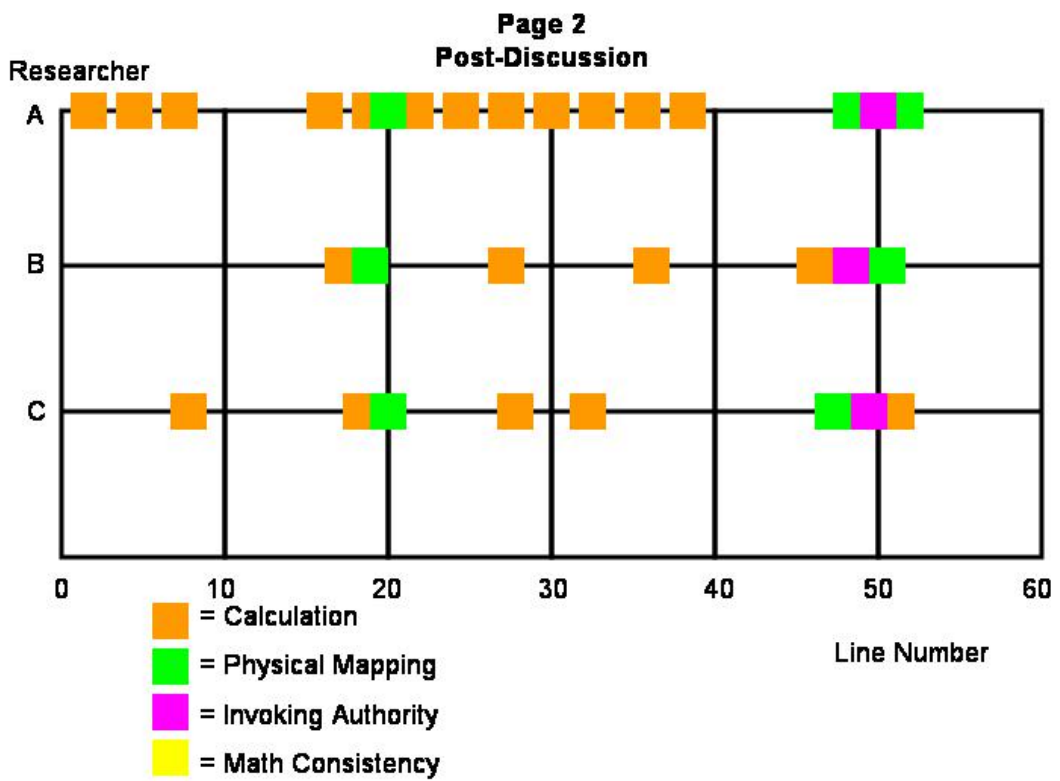 Page 2
Post-Discussion
Researcher
A
B
C
0 10 20 30 40 50 60
= Calculation
= Physical Mapping
Line Number
= Invoking Authority
= Math Consistency